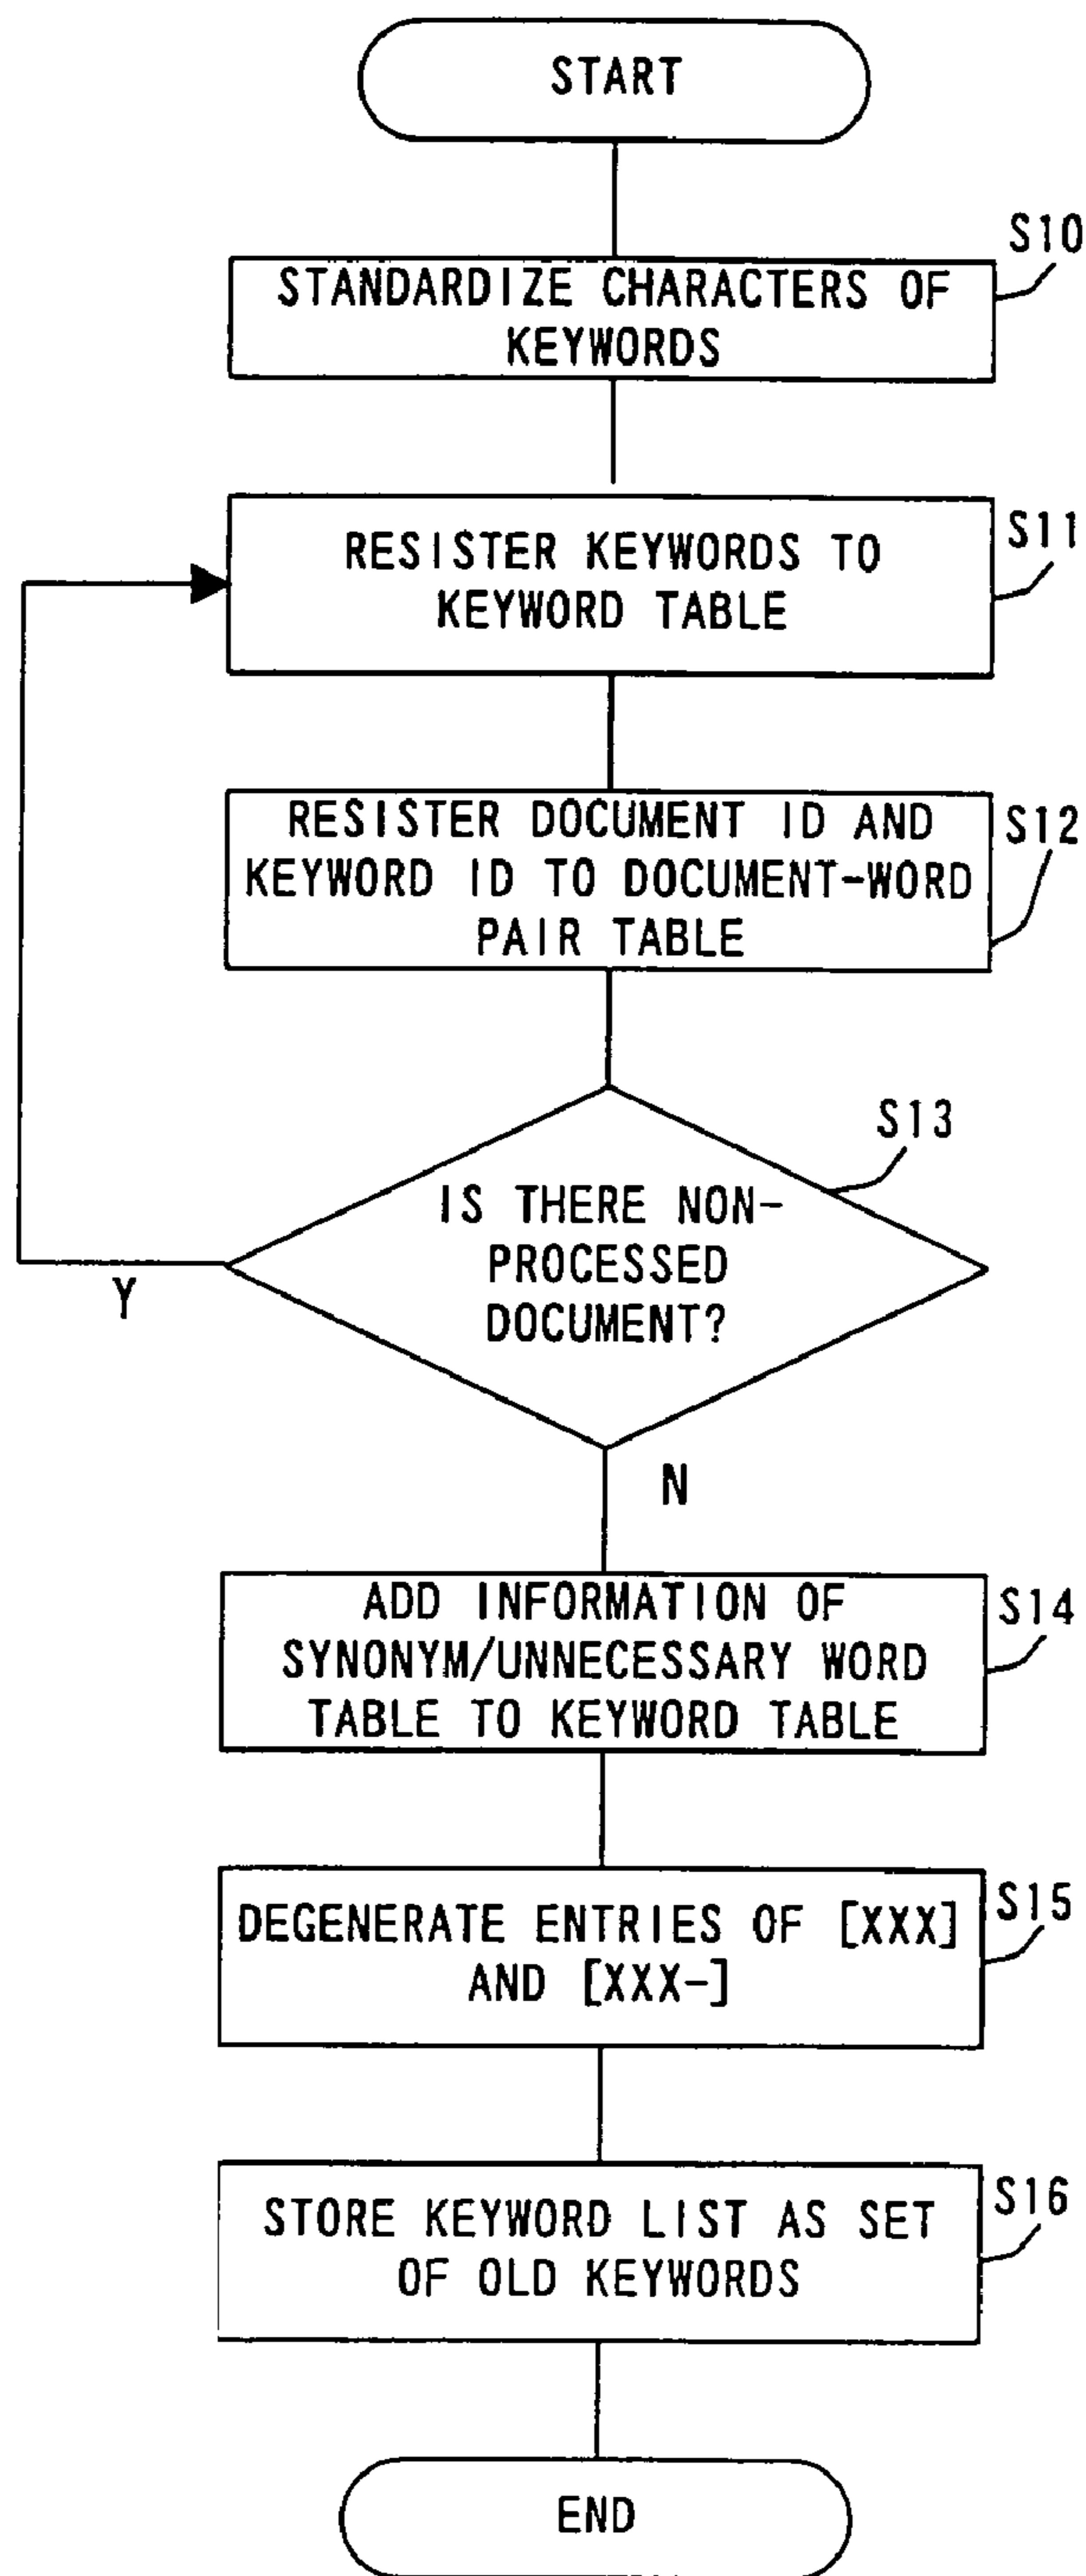 START
S10
STANDARDIZE CHARACTERS OF
KEYWORDS
S11
RESISTER KEYWORDS TO
KEYWORD TABLE
S12
RESISTER DOCUMENT ID AND
KEYWORD ID TO DOCUMENT-WORD
PAIR TABLE
S13
IS THERE NON-
PROCESSED
DOCUMENT?
Y
N
S14
ADD INFORMATION OF
SYNONYM/UNNECESSARY WORD
TABLE TO KEYWORD TABLE
S15
DEGENERATE ENTRIES OF [XXX]
AND [XXX-]
S16
STORE KEYWORD LIST AS SET
OF OLD KEYWORDS
END